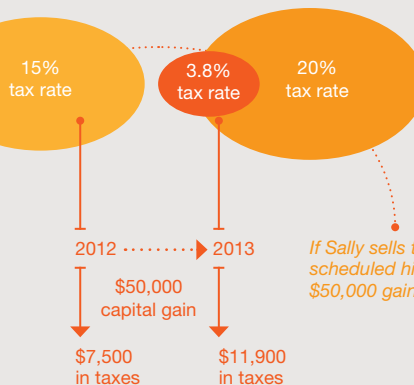 15%
tax rate
3.8%
tax rate
20%
tax rate
2012
2013
$50,000
capital gain
If Sally sells
scheduled
$50,000 gain
$7,500
in taxes
$11,900
in taxes